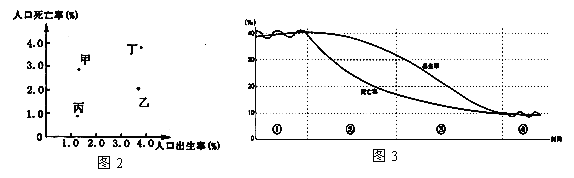 人口死亡率(%)
4.0
3.0
2.0
1.0
甲
丁
乙
丙
1.0 2.0 3.0 4.0 人口出生率(%)
图2
(‰)
40
30
20
10
出生率
死亡率
① ② ③ ④
时间
图3